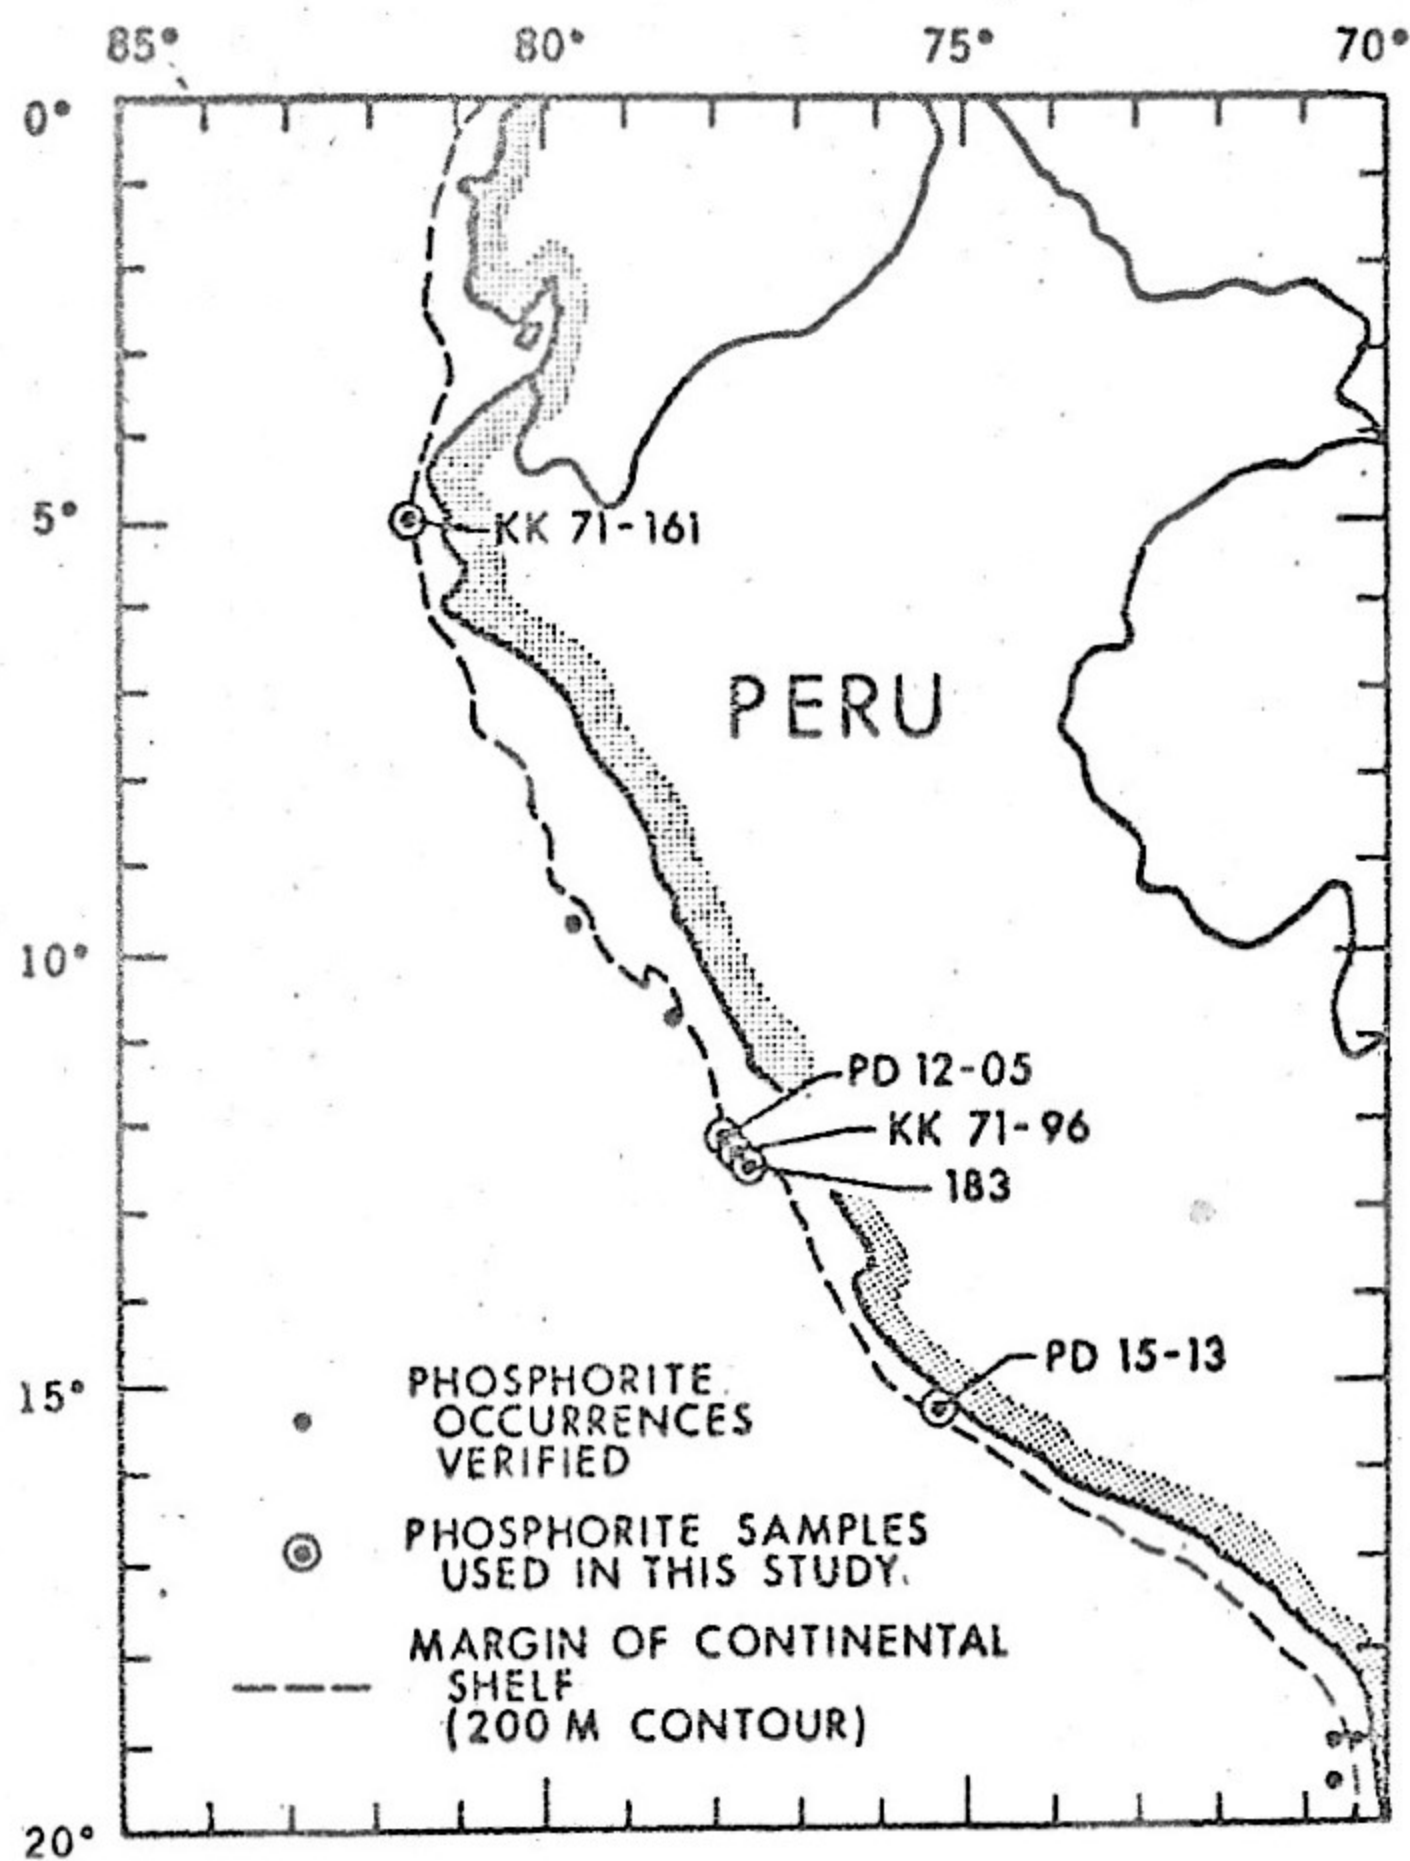 85° 80° 75° 70°
0°
5°
KK 71-161
PERU
10°
PD 12-05
KK 71-96
183
15°
PD 15-13
PHOSPHORITE
OCCURRENCES
VERIFIED
PHOSPHORITE SAMPLES
USED IN THIS STUDY.
MARGIN OF CONTINENTAL
SHELF
(200 M CONTOUR)
20°